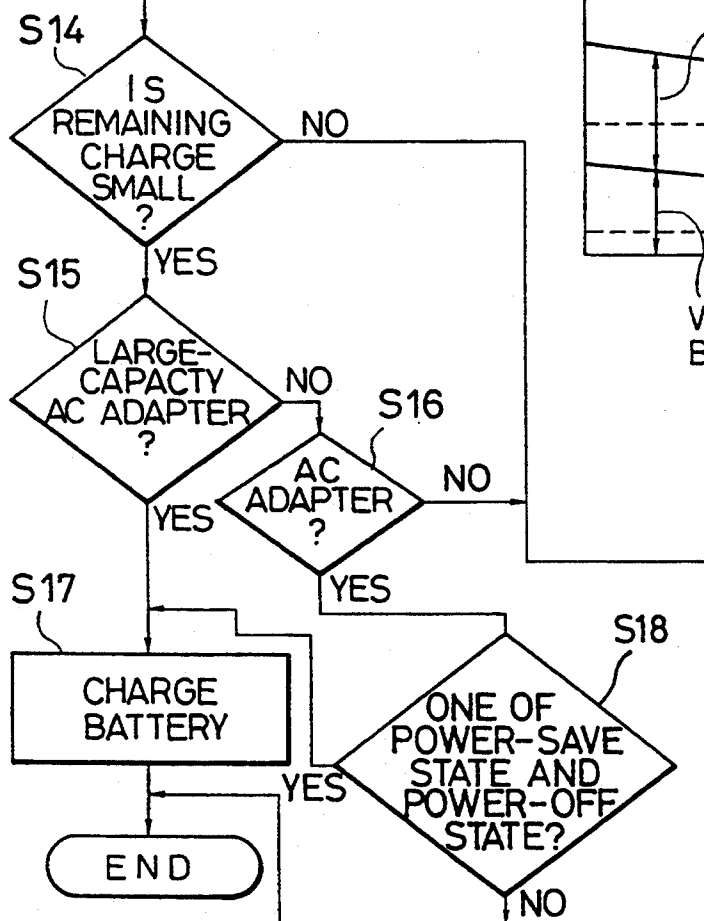 S14
IS
REMAINING
CHARGE
SMALL
?
NO
YES
S15
LARGE-
CAPACTY
AC ADAPTER
?
NO
YES
S16
AC
ADAPTER
?
NO
YES
S17
CHARGE
BATTERY
S18
ONE OF
POWER-SAVE
STATE AND
POWER-OFF
STATE?
YES
NO
END
V
B